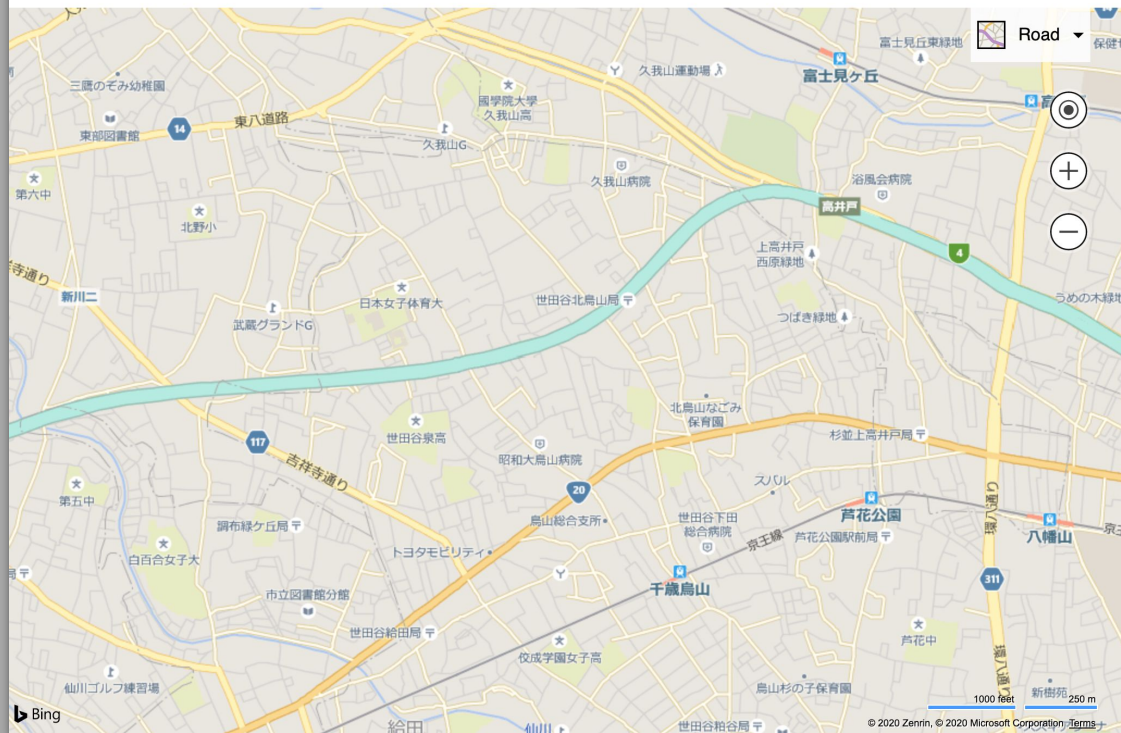 Road
富士見東緑地
富士見ヶ丘
久我山運動場
三鷹のぞみ幼稚園
國學院大學
久我山高
東部図書館
14
東八道路
久我山G
久我山病院
浴風会病院
第六中
高井戸
北野小
上高井戸
西原緑地
4
寺通り
新川二
日本女子体育大
世田谷北烏山局
うめの木緑地
武蔵グランドG
つばき緑地
北烏山なごみ
保育園
世田谷泉高
杉並上高井戸局
117
昭和大烏山病院
吉祥寺通り
20
スバル
第五中
烏山総合支所
芦花公園
環八通り
世田谷下田
総合病院
調布緑ケ丘局
京王線
芦花公園駅前局
八幡山
京王
トヨタモビリティ
白百合女子大
局
千歳烏山
311
市立図書館分館
世田谷給田局
芦花中
佼成学園女子高
環八通り
仙川ゴルフ練習場
烏山杉の子保育園
新樹苑
1000 feet
250 m
Bing
給田
仙川
世田谷粕谷局
© 2020 Zenrin, © 2020 Microsoft Corporation
Terms